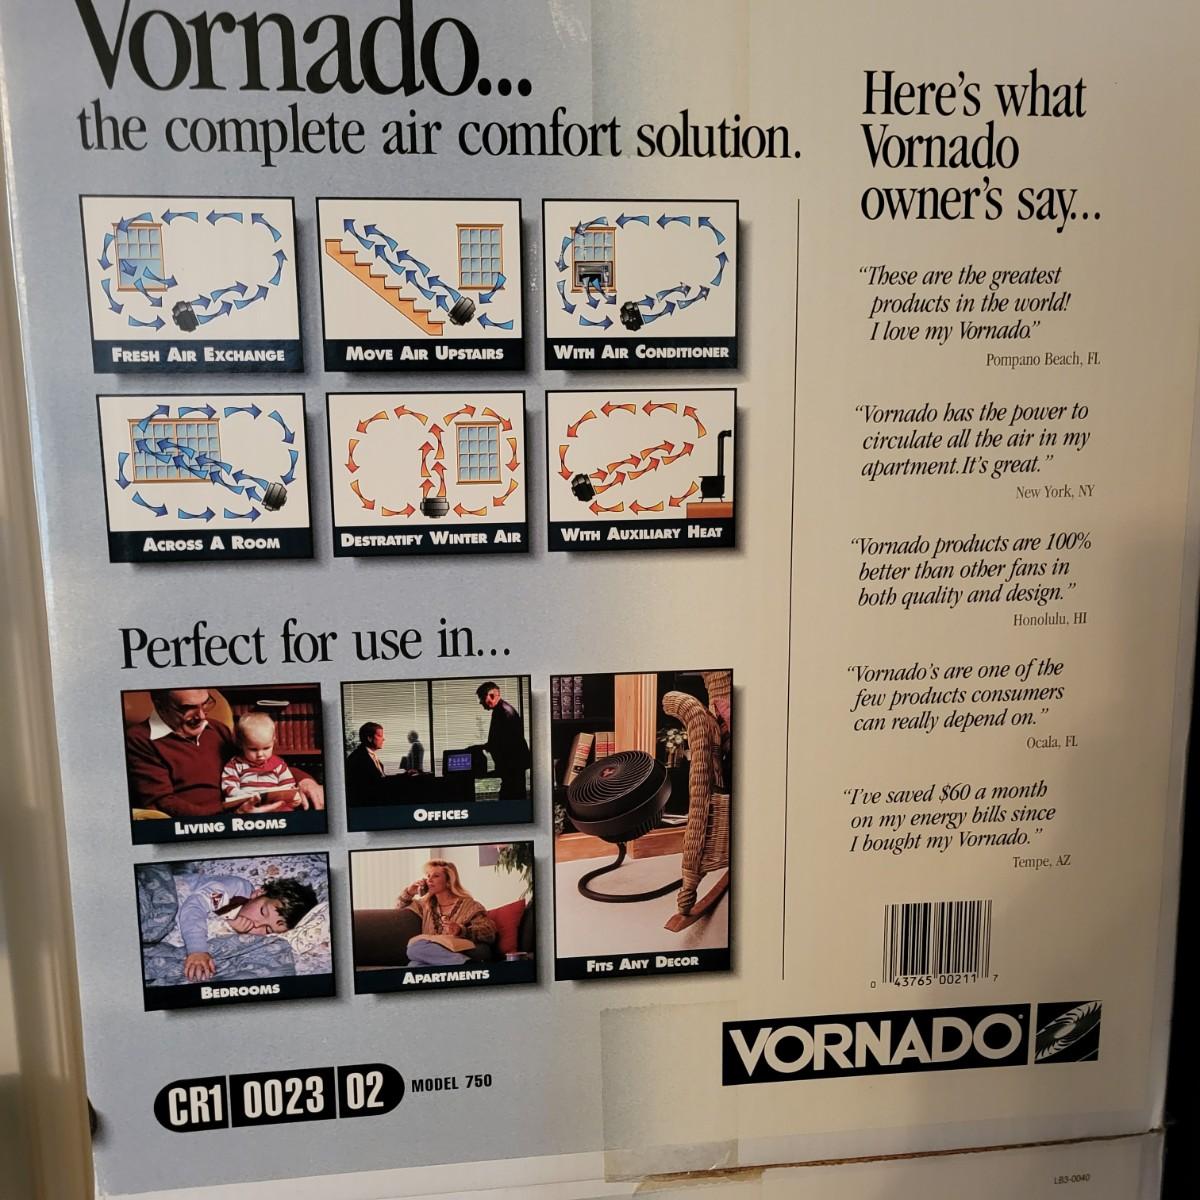 Vornado...
the complete air comfort solution.
FRESH AIR EXCHANGE
MOVE AIR UPSTAIRS
WITH AIR CONDITIONER
ACROSS A ROOM
DESTRATIFY WINTER AIR
WITH AUXILIARY HEAT
Perfect for use in...
LIVING ROOMS
OFFICES
FITS ANY DECOR
BEDROOMS
APARTMENTS
CR1 0023 02 MODEL 750
Here's what
Vornado
owner's say...
“These are the greatest
products in the world!
I love my Vornado.”
Pompano Beach, FL
“Vornado has the power to
circulate all the air in my
apartment. It's great.”
New York, NY
“Vornado products are 100%
better than other fans in
both quality and design.”
Honolulu, HI
“Vornado's are one of the
few products consumers
can really depend on.”
Ocala, FL
“I've saved $60 a month
on my energy bills since
I bought my Vornado.”
Tempe, AZ
0 43765 00211 7
VORNADO®
LB3-0040